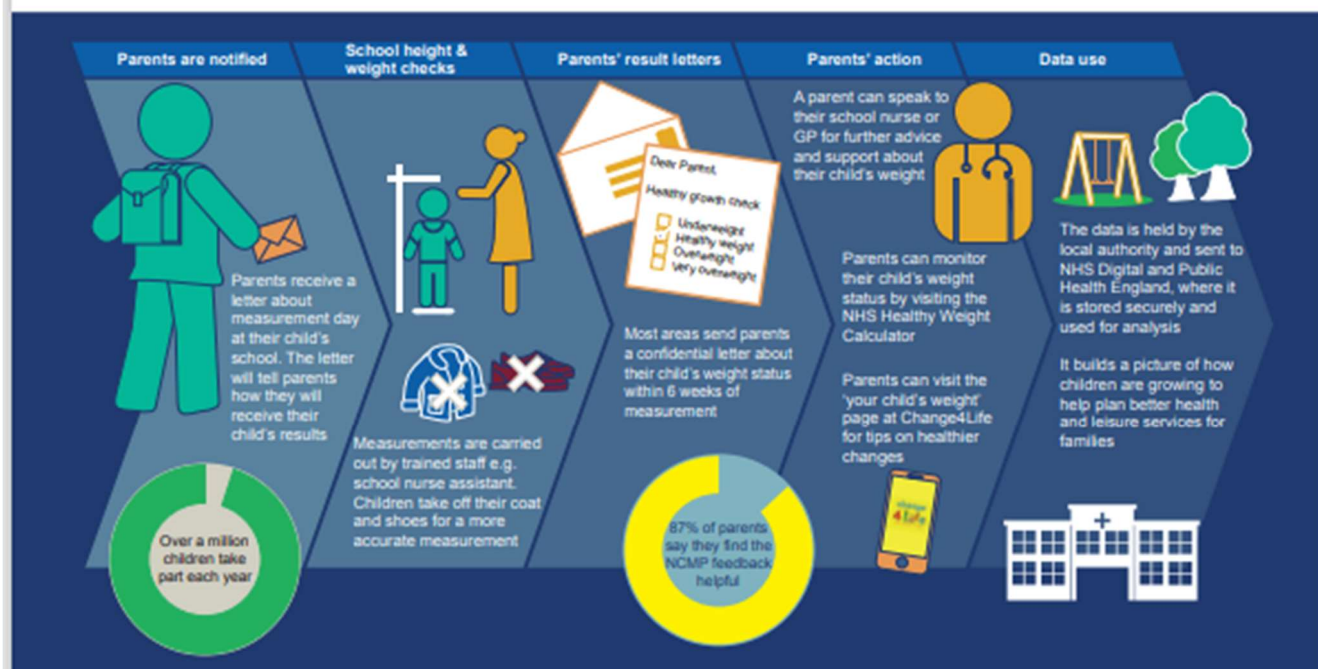 Parents are notified
School height &
weight checks
Parents' result letters
Parents' action
Data use
Parents receive a
letter about
measurement day
at their child's
school. The letter
will tell parents
how they will
receive their
child's results
Over a million
children take
part each year
Measurements are carried
out by trained staff e.g.
school nurse assistant.
Children take off their coat
and shoes for a more
accurate measurement
Dear Parent,
Healthy growth check
Underweight
Healthy weight
Overweight
Very overweight
Most areas send parents
a confidential letter about
their child's weight status
within 6 weeks of
measurement
87% of parents
say they find the
NCMP feedback
helpful
A parent can speak to
their school nurse or
GP for further advice
and support about
their child's weight
Parents can monitor
their child's weight
status by visiting the
NHS Healthy Weight
Calculator
Parents can visit the
'your child's weight'
page at Change4Life
for tips on healthier
changes
change
4 Life
The data is held by the
local authority and sent to
NHS Digital and Public
Health England, where it
is stored securely and
used for analysis
It builds a picture of how
children are growing to
help plan better health
and leisure services for
families